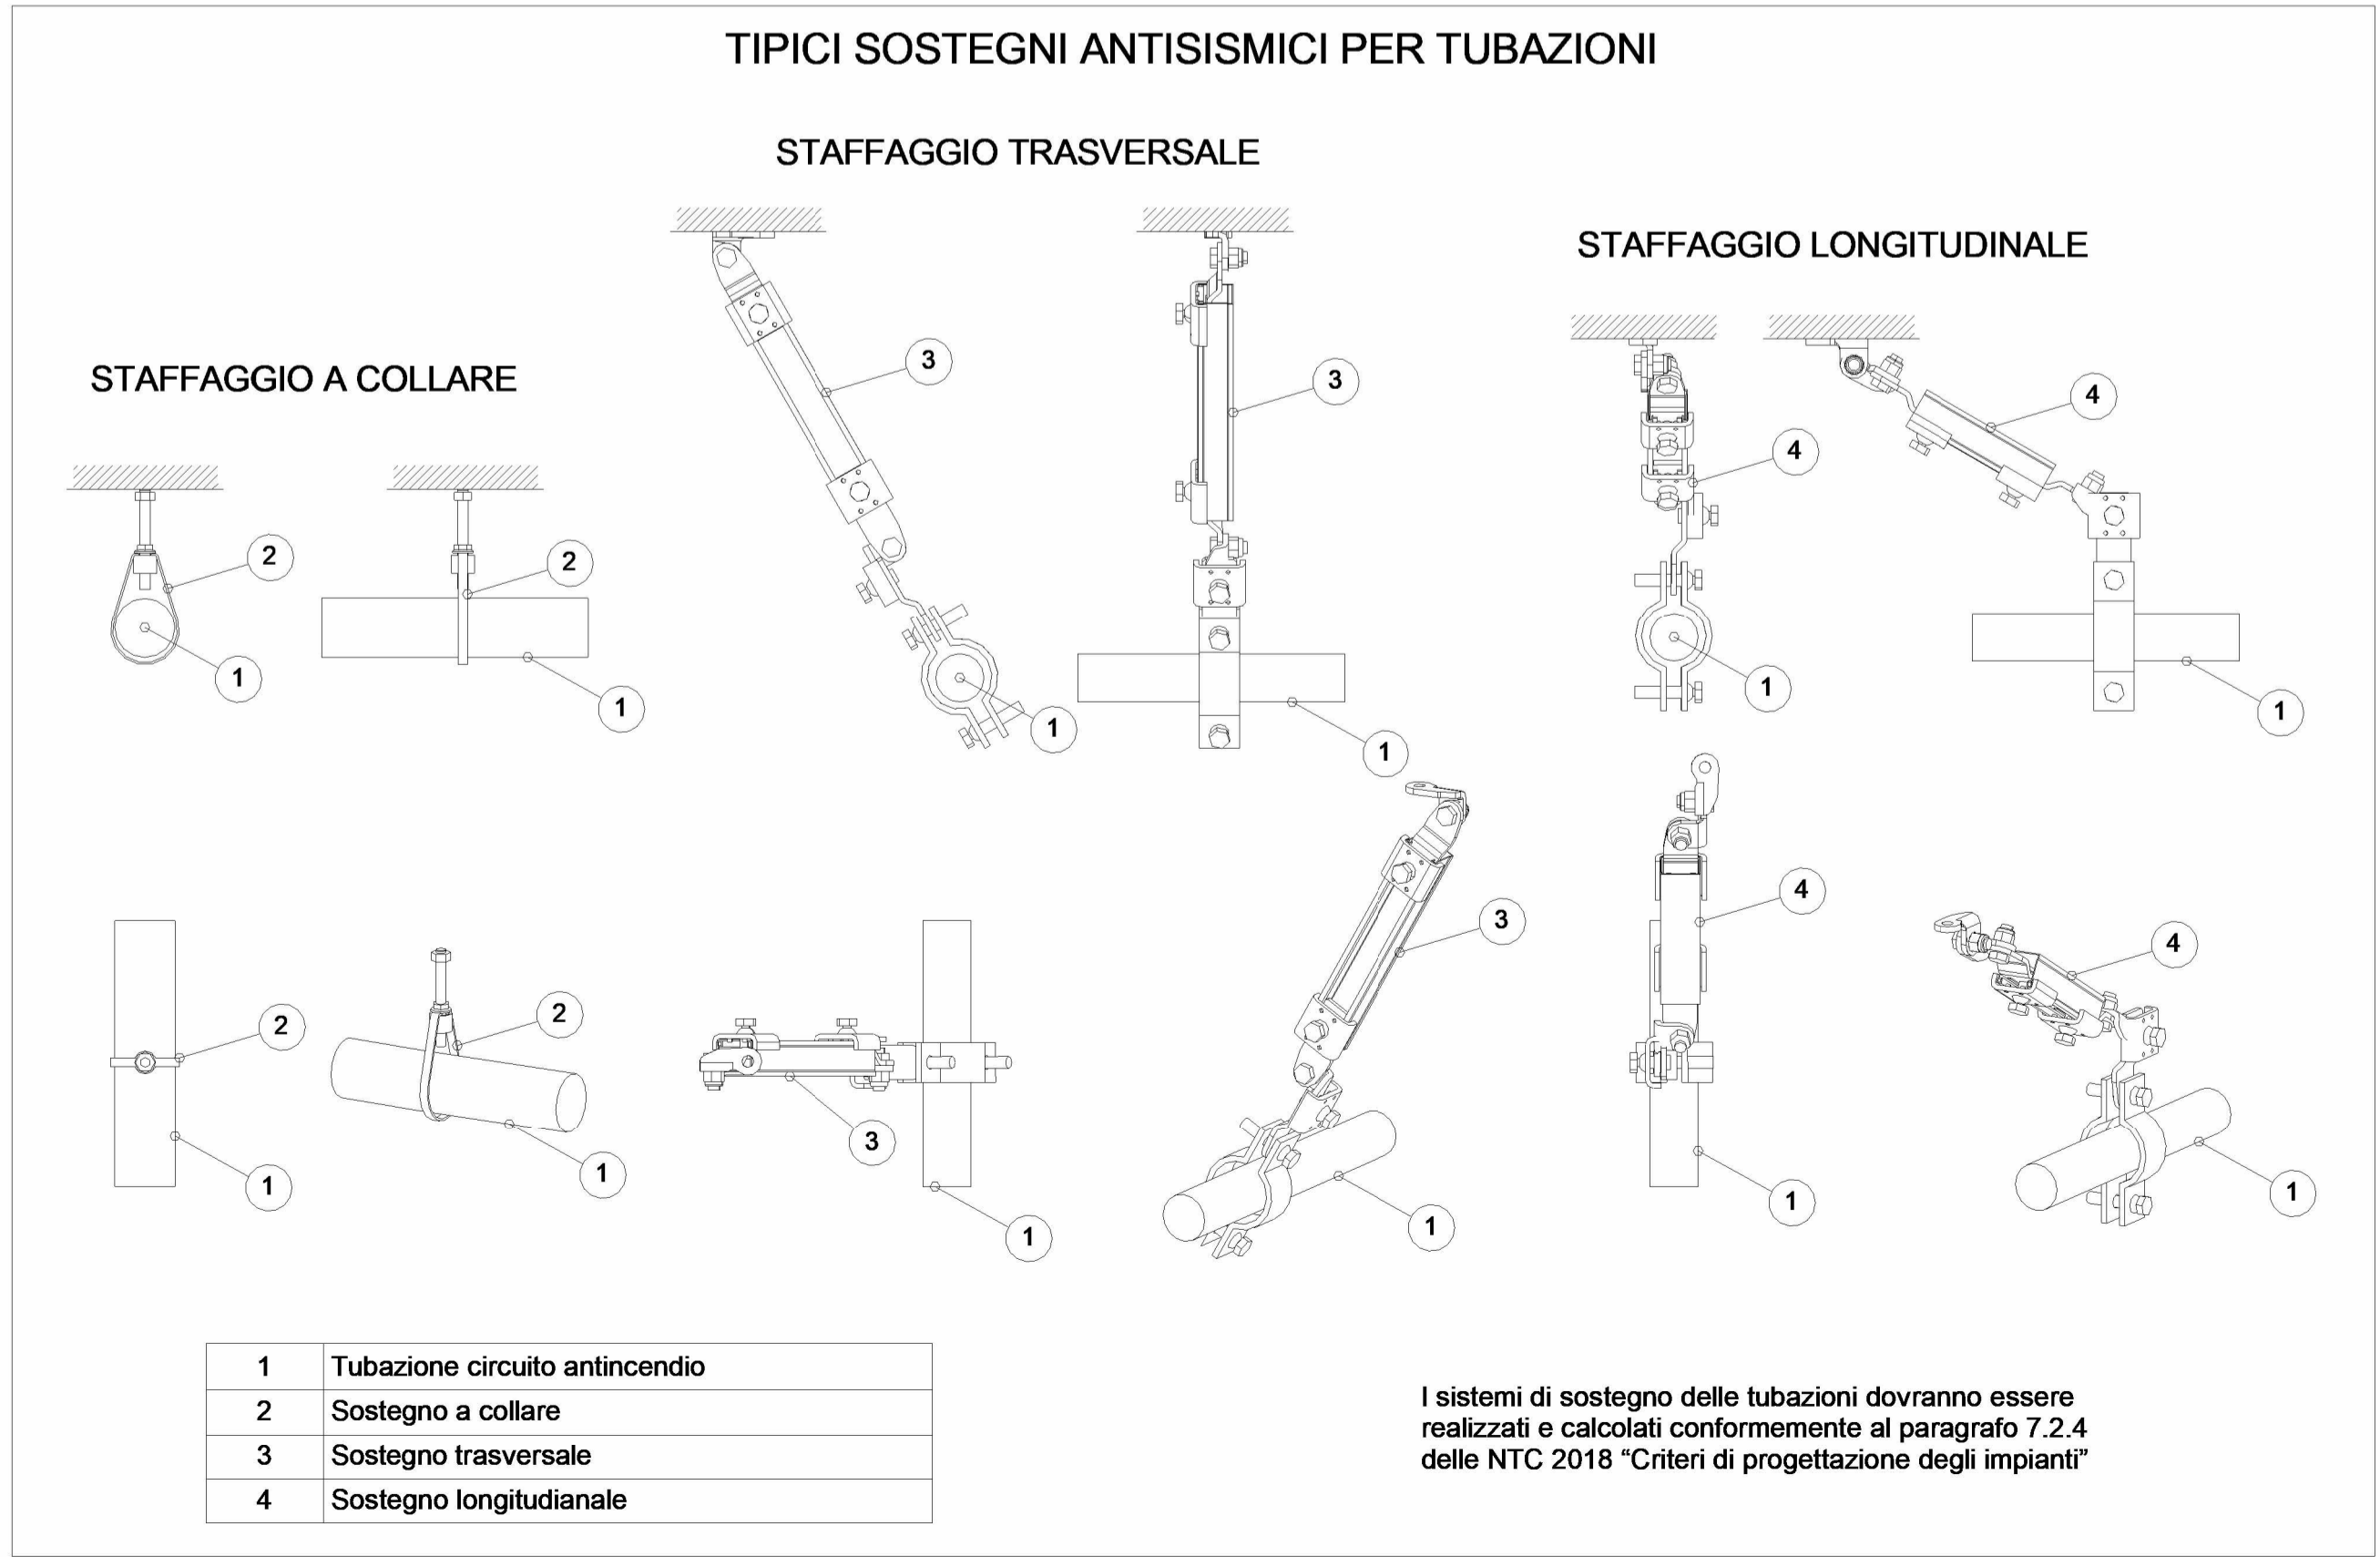 TIPICI SOSTEGNI ANTISISMICI PER TUBAZIONI
STAFFAGGIO TRASVERSALE
STAFFAGGIO LONGITUDINALE
STAFFAGGIO A COLLARE
3
3
4
4
2
2
1
1
1
1
1
1
4
3
4
2
2
3
1
1
1
1
1
1
1 Tubazione circuito antincendio
2 Sostegno a collare
3 Sostegno trasversale
4 Sostegno longitudianale
I sistemi di sostegno delle tubazioni dovranno essere
realizzati e calcolati conformemente al paragrafo 7.2.4
delle NTC 2018 “Criteri di progettazione degli impianti”